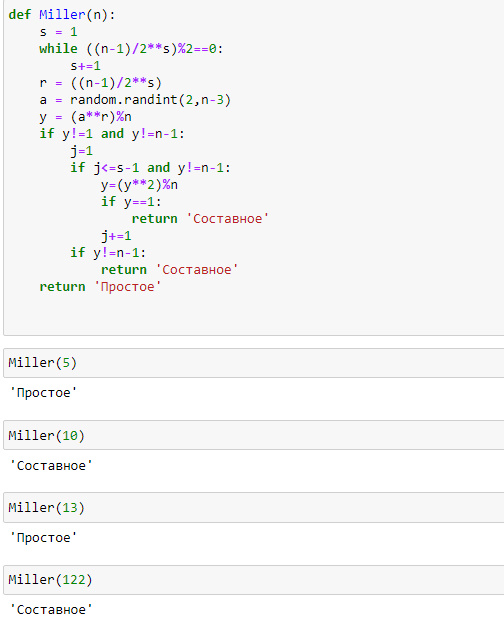 def Miller(n):
    s = 1
    while ((n-1)/2**s)%2==0:
        s+=1
    r = ((n-1)/2**s)
    a = random.randint(2,n-3)
    y = (a**r)%n
    if y!=1 and y!=n-1:
        j=1
        if j<=s-1 and y!=n-1:
            y=(y**2)%n
            if y==1:
                return 'Составное'
            j+=1
        if y!=n-1:
            return 'Составное'
    return 'Простое'
Miller(5)
'Простое'
Miller(10)
'Составное'
Miller(13)
'Простое'
Miller(122)
'Составное'